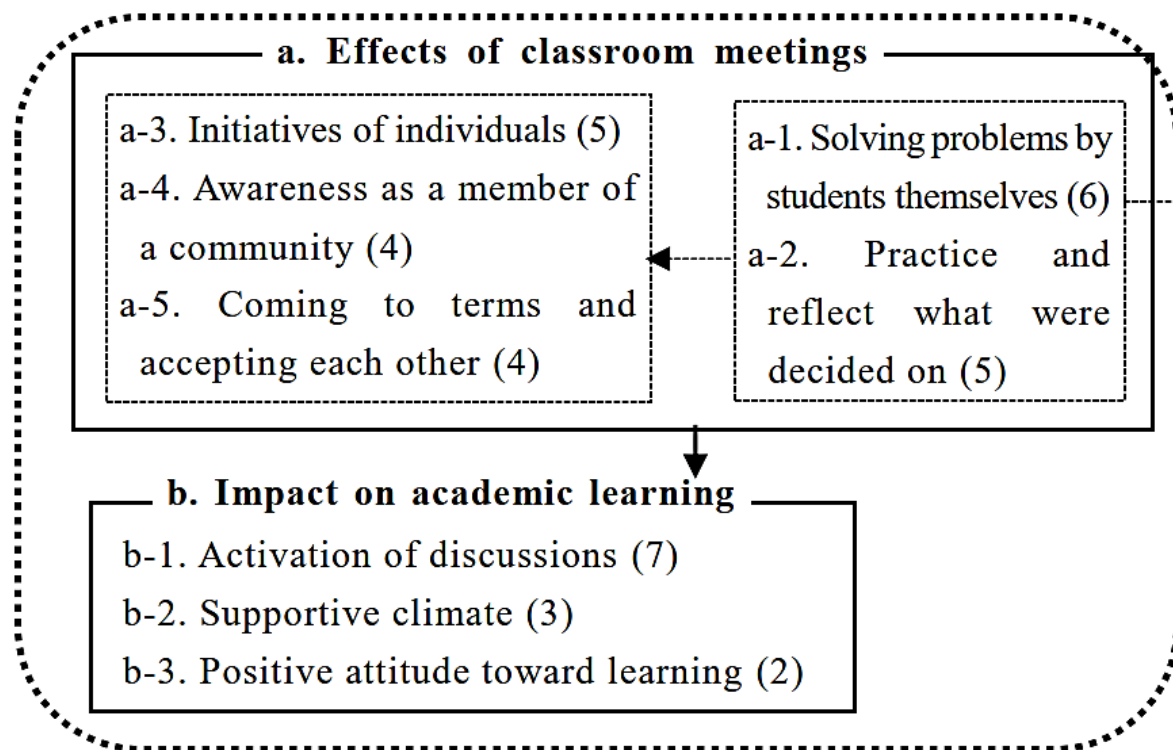 a. Effects of classroom meetings
a-3. Initiatives of individuals (5)
a-4. Awareness as a member of
a community (4)
a-5. Coming to terms and
accepting each other (4)
a-1. Solving problems by
students themselves (6)
a-2. Practice and
reflect what were
decided on (5)
b. Impact on academic learning
b-1. Activation of discussions (7)
b-2. Supportive climate (3)
b-3. Positive attitude toward learning (2)